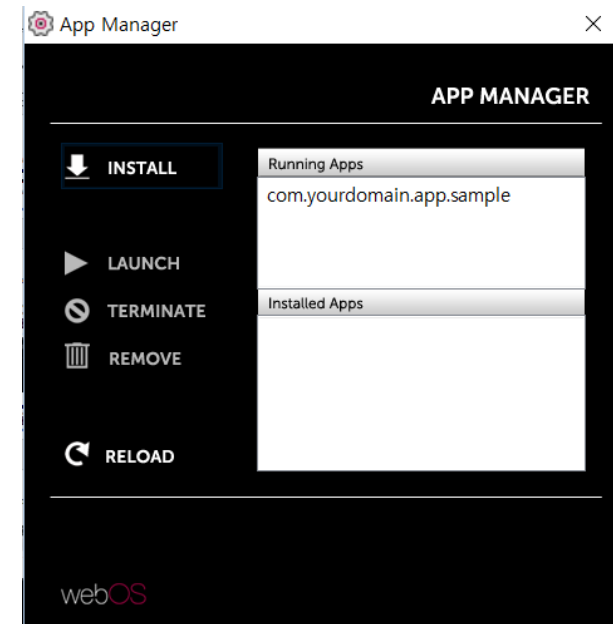 App Manager
APP MANAGER
INSTALL
Running Apps
com.yourdomain.app.sample
LAUNCH
TERMINATE
Installed Apps
REMOVE
RELOAD
webOS